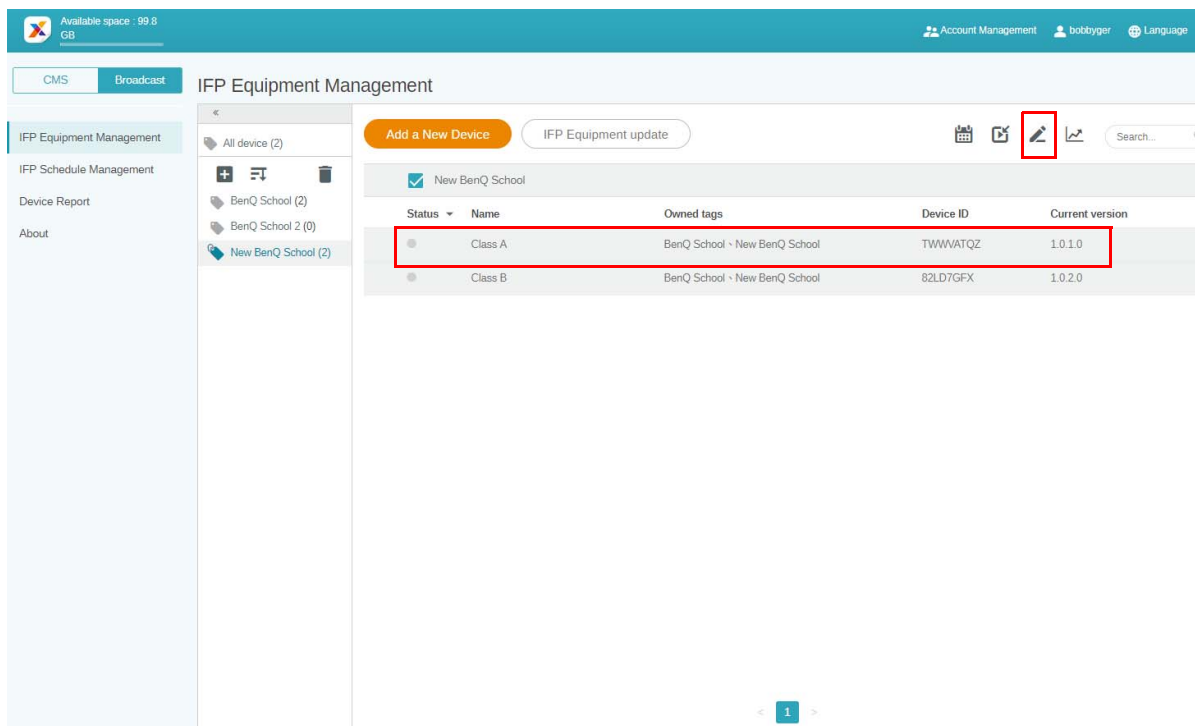 Available space : 99.8
GB
Account Management
bobbyger
Language
CMS
Broadcast
IFP Equipment Management
IFP Schedule Management
Device Report
About
IFP Equipment Management
«
All device (2)
BenQ School (2)
BenQ School 2 (0)
New BenQ School (2)
Add a New Device
IFP Equipment update
Search...
New BenQ School
Status Name Owned tags Device ID Current version
Class A BenQ School、New BenQ School TWWVATQZ 1.0.1.0
Class B BenQ School、New BenQ School 82LD7GFX 1.0.2.0
< 1 >